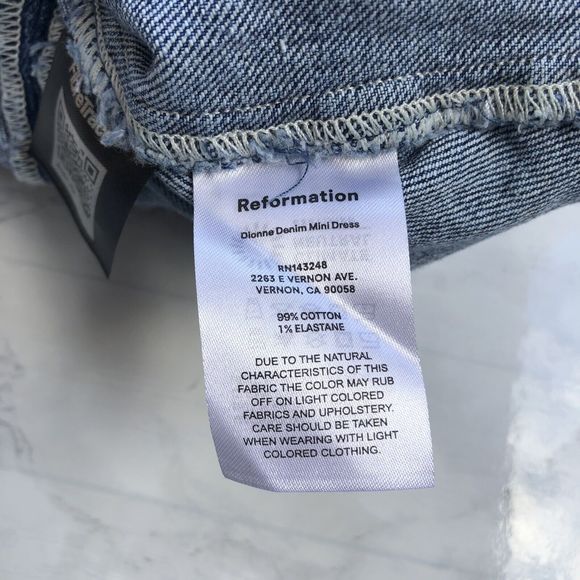 Reformation
Dionne Denim Mini Dress
RN143248
2263 E VERNON AVE.
VERNON, CA 90058
99% COTTON
1% ELASTANE
DUE TO THE NATURAL
CHARACTERISTICS OF THIS
FABRIC THE COLOR MAY RUB
OFF ON LIGHT COLORED
FABRICS AND UPHOLSTERY.
CARE SHOULD BE TAKEN
WHEN WEARING WITH LIGHT
COLORED CLOTHING.